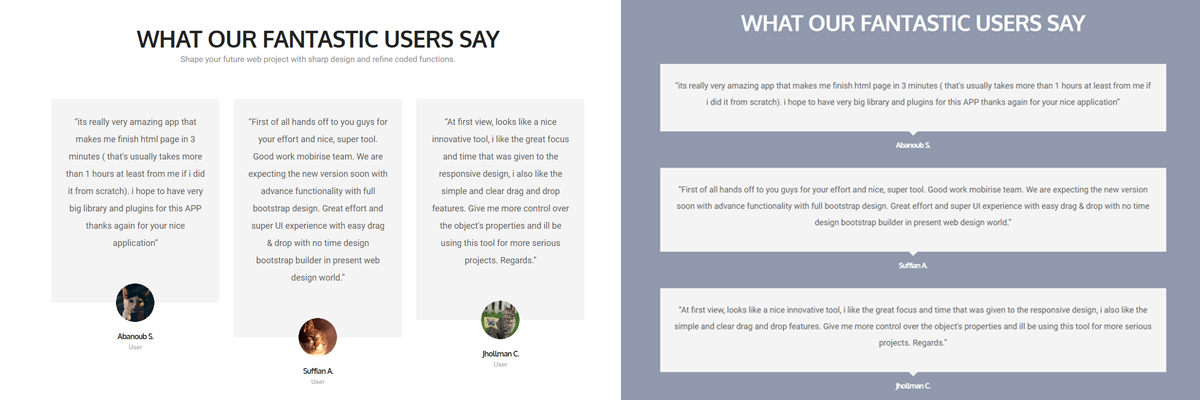 WHAT OUR FANTASTIC USERS SAY
Shape your future web project with sharp design and refine coded functions.
“its really very amazing app that
makes me finish html page in 3
minutes ( that's usually takes more
than 1 hours at least from me if i did
it from scratch). i hope to have very
big library and plugins for this APP
thanks again for your nice
application”
Abanoub S.
User
“First of all hands off to you guys for
your effort and nice, super tool.
Good work mobirise team. We are
expecting the new version soon with
advance functionality with full
bootstrap design. Great effort and
super UI experience with easy drag
& drop with no time design
bootstrap builder in present web
design world.”
Suffian A.
User
“At first view, looks like a nice
innovative tool, i like the great focus
and time that was given to the
responsive design, i also like the
simple and clear drag and drop
features. Give me more control over
the object's properties and ill be
using this tool for more serious
projects. Regards.”
Jhollman C.
User
WHAT OUR FANTASTIC USERS SAY
“its really very amazing app that makes me finish html page in 3 minutes ( that's usually takes more than 1 hours at least from me if
i did it from scratch). i hope to have very big library and plugins for this APP thanks again for your nice application”
Abanoub S.
“First of all hands off to you guys for your effort and nice, super tool. Good work mobirise team. We are expecting the new version
soon with advance functionality with full bootstrap design. Great effort and super UI experience with easy drag & drop with no time
design bootstrap builder in present web design world.”
Suffian A.
“At first view, looks like a nice innovative tool, i like the great focus and time that was given to the responsive design, i also like the
simple and clear drag and drop features. Give me more control over the object's properties and ill be using this tool for more serious
projects. Regards.”
Jhollman C.